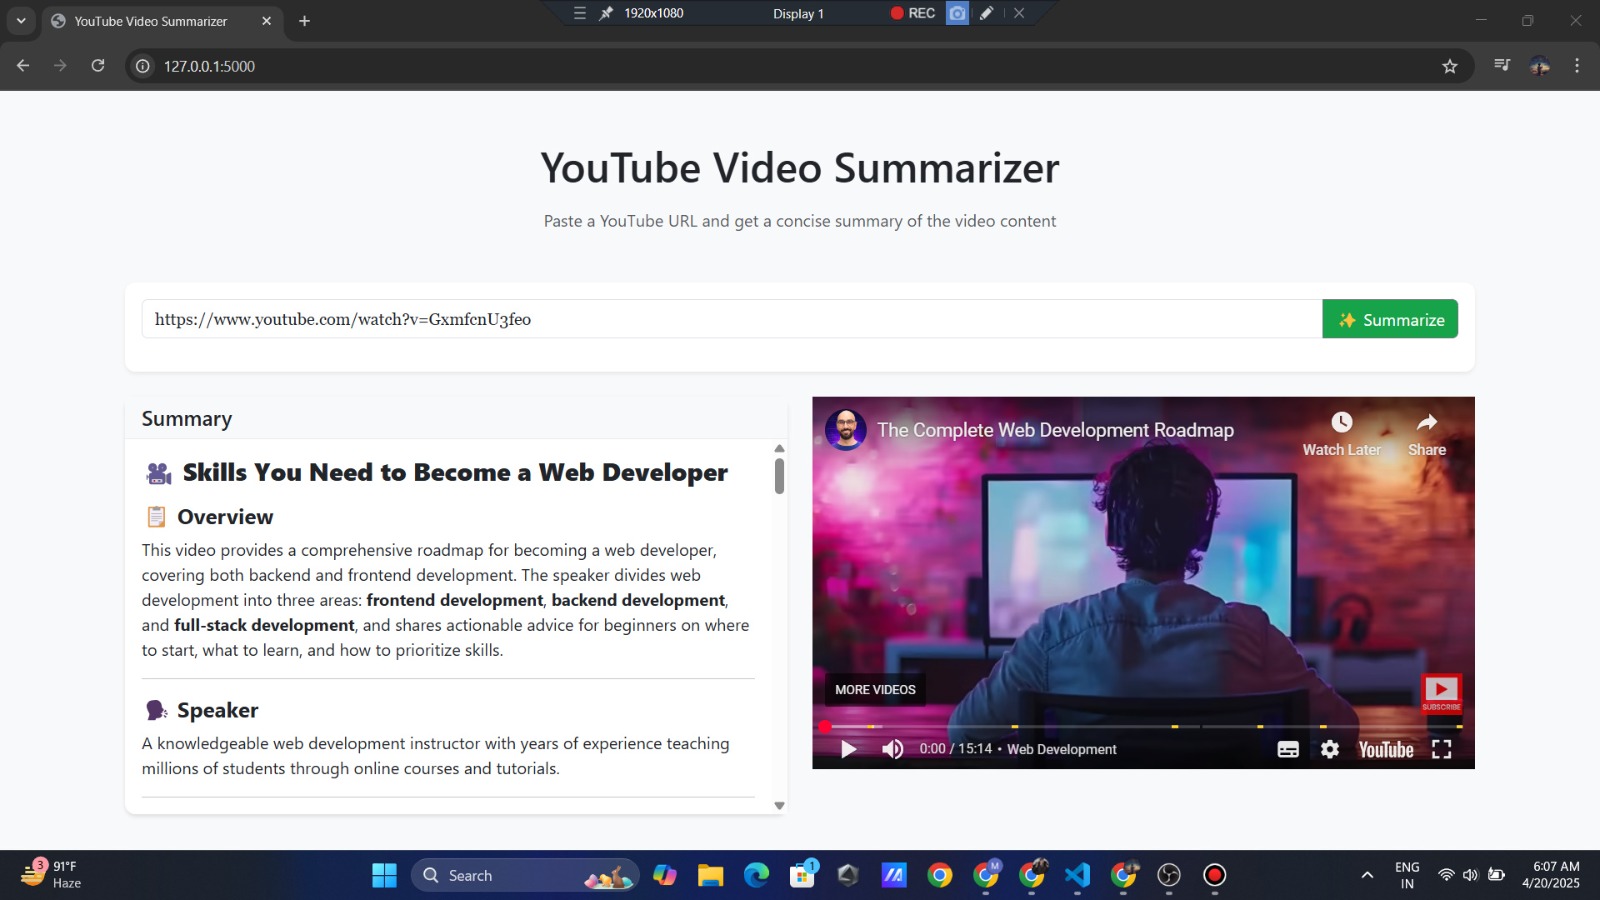 YouTube Video Summarizer
1920x1080
Display 1
REC
127.0.0.1:5000
YouTube Video Summarizer
Paste a YouTube URL and get a concise summary of the video content
https://www.youtube.com/watch?v=GxmfcnU3feo
✨ Summarize
Summary
🎥 Skills You Need to Become a Web Developer
📋 Overview
This video provides a comprehensive roadmap for becoming a web developer,
covering both backend and frontend development. The speaker divides web
development into three areas: frontend development, backend development,
and full-stack development, and shares actionable advice for beginners on where
to start, what to learn, and how to prioritize skills.
🗣️ Speaker
A knowledgeable web development instructor with years of experience teaching
millions of students through online courses and tutorials.
The Complete Web Development Roadmap
Watch Later
Share
MORE VIDEOS
SUBSCRIBE
0:00 / 15:14 • Web Development
YouTube
3
91°F
Haze
Search
1
M
ENG
IN
6:07 AM
4/20/2025